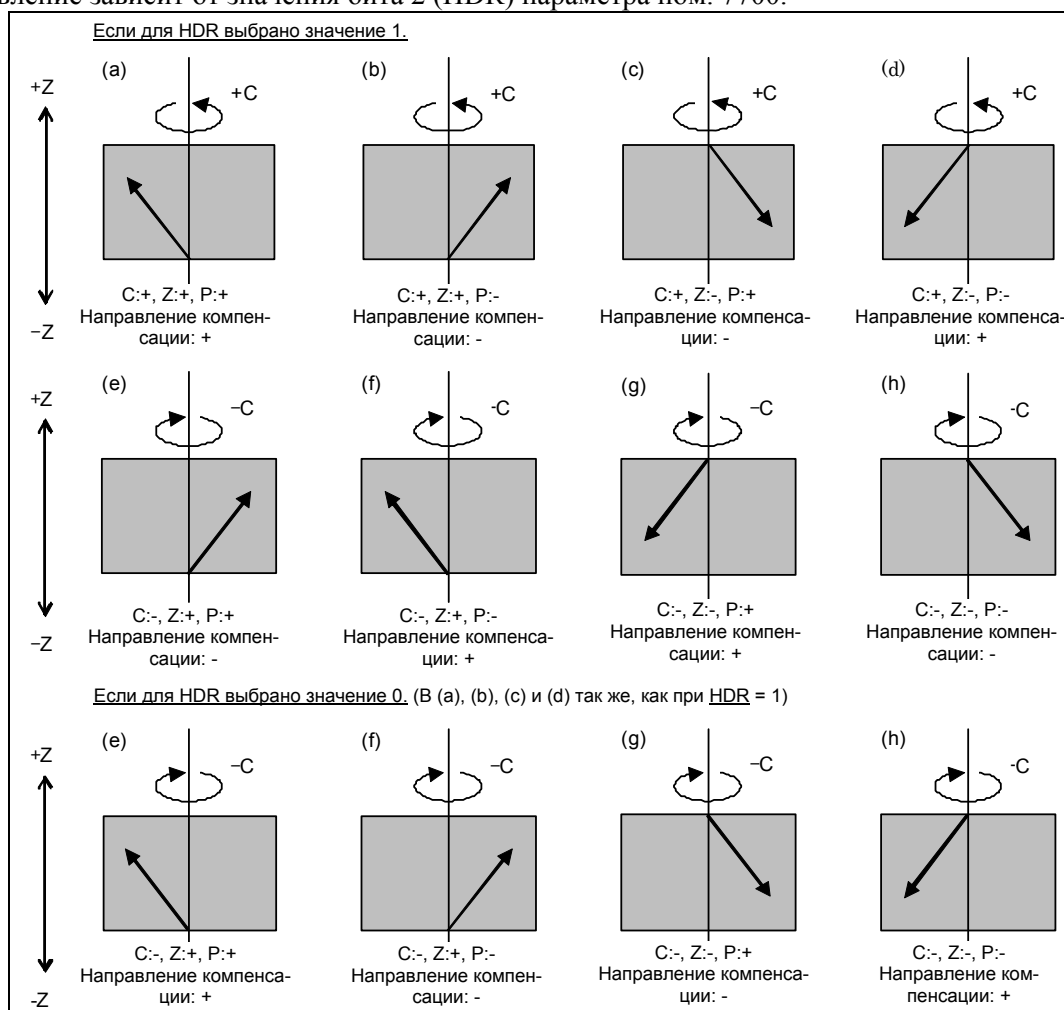 вление зависит от значения бита 2 (HDR) параметра ном. 7700.
Если для HDR выбрано значение 1.
(a) (b) (c) (d)
+Z +C +C +C +C
C:+, Z:+, P:+ C:+, Z:+, P:- C:+, Z:-, P:+ C:+, Z:-, P:-
Направление компен- Направление компен- Направление компенса- Направление компенса-
−Z сации: + сации: - ции: - ции: +
(e) (f) (g) (h)
+Z −C -C −C -C
C:-, Z:+, P:+ C:-, Z:+, P:- C:-, Z:-, P:+ C:-, Z:-, P:-
Направление компен- Направление компенса- Направление компен- Направление компен-
−Z сации: - ции: + сации: + сации: -
Если для HDR выбрано значение 0. (В (a), (b), (c) и (d) так же, как при HDR = 1)
(e) (f) (g) (h)
+Z −C −C −C -C
C:-, Z:+, P:+ C:-, Z:+, P:- C:-, Z:-, P:+ C:-, Z:-, P:-
Направление компенса- Направление компен- Направление компенса- Направление ком-
-Z ции: + сации: - ции: - пенсации: +